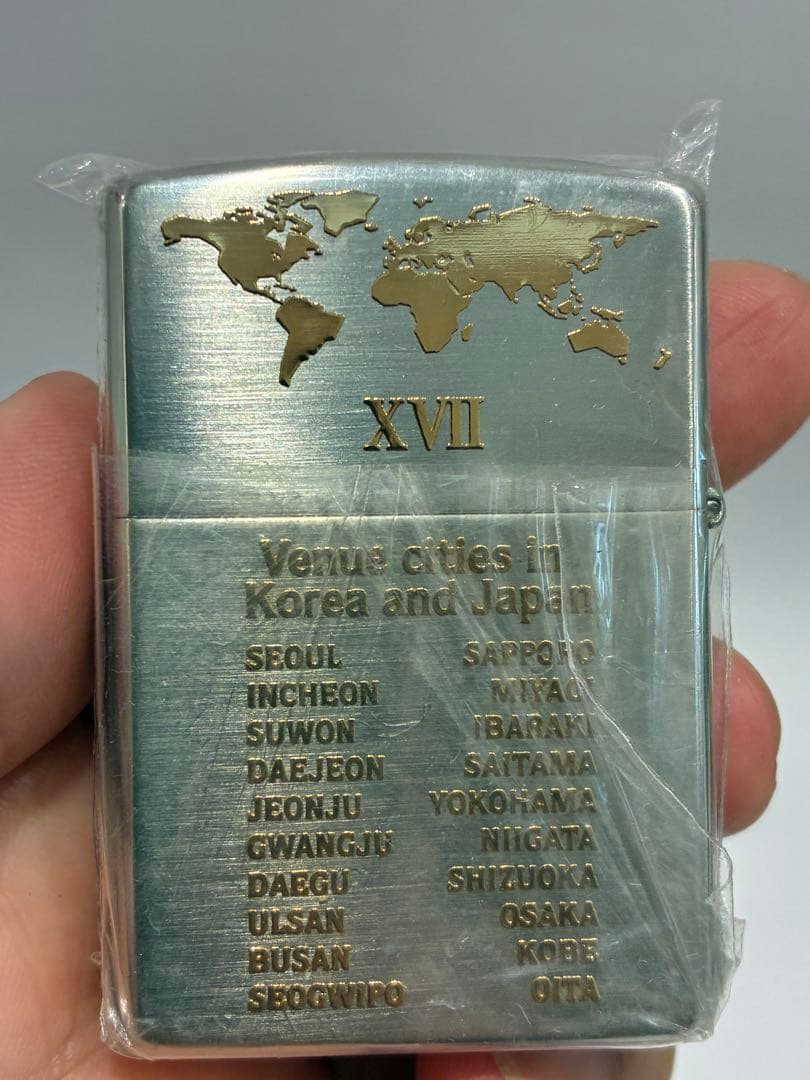 XVII
Venue cities in
Korea and Japan
SEOUL SAPPORO
INCHEON MIYAGI
SUWON IBARAKI
DAEJEON SAITAMA
JEONJU YOKOHAMA
GWANGJU NIIGATA
DAEGU SHIZUOKA
ULSAN OSAKA
BUSAN KOBE
SEOGWIPO OITA